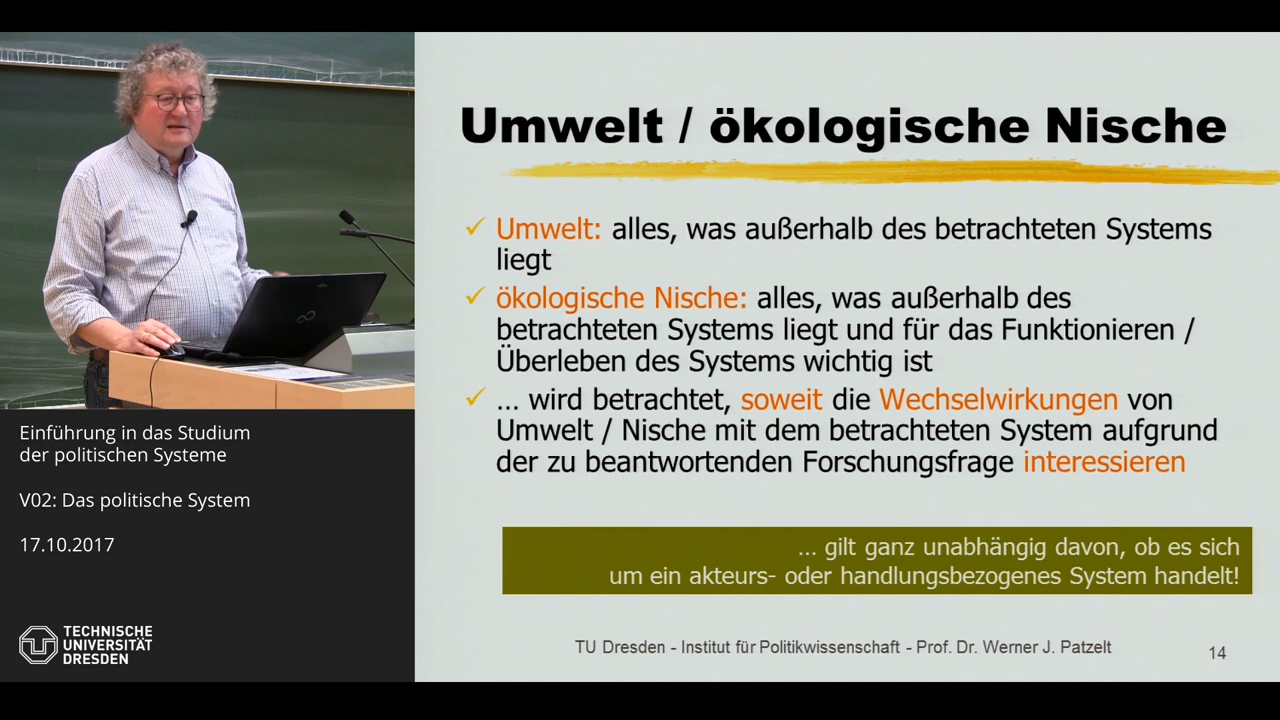 Umwelt / ökologische Nische
Umwelt: alles, was außerhalb des betrachteten Systems
liegt
ökologische Nische: alles, was außerhalb des
betrachteten Systems liegt und für das Funktionieren /
Überleben des Systems wichtig ist
... wird betrachtet, soweit die Wechselwirkungen von
Umwelt / Nische mit dem betrachteten System aufgrund
der zu beantwortenden Forschungsfrage interessieren
... gilt ganz unabhängig davon, ob es sich
um ein akteurs- oder handlungsbezogenes System handelt!
TU Dresden - Institut für Politikwissenschaft - Prof. Dr. Werner J. Patzelt
14
Einführung in das Studium
der politischen Systeme
V02: Das politische System
17.10.2017
TECHNISCHE
UNIVERSITÄT
DRESDEN